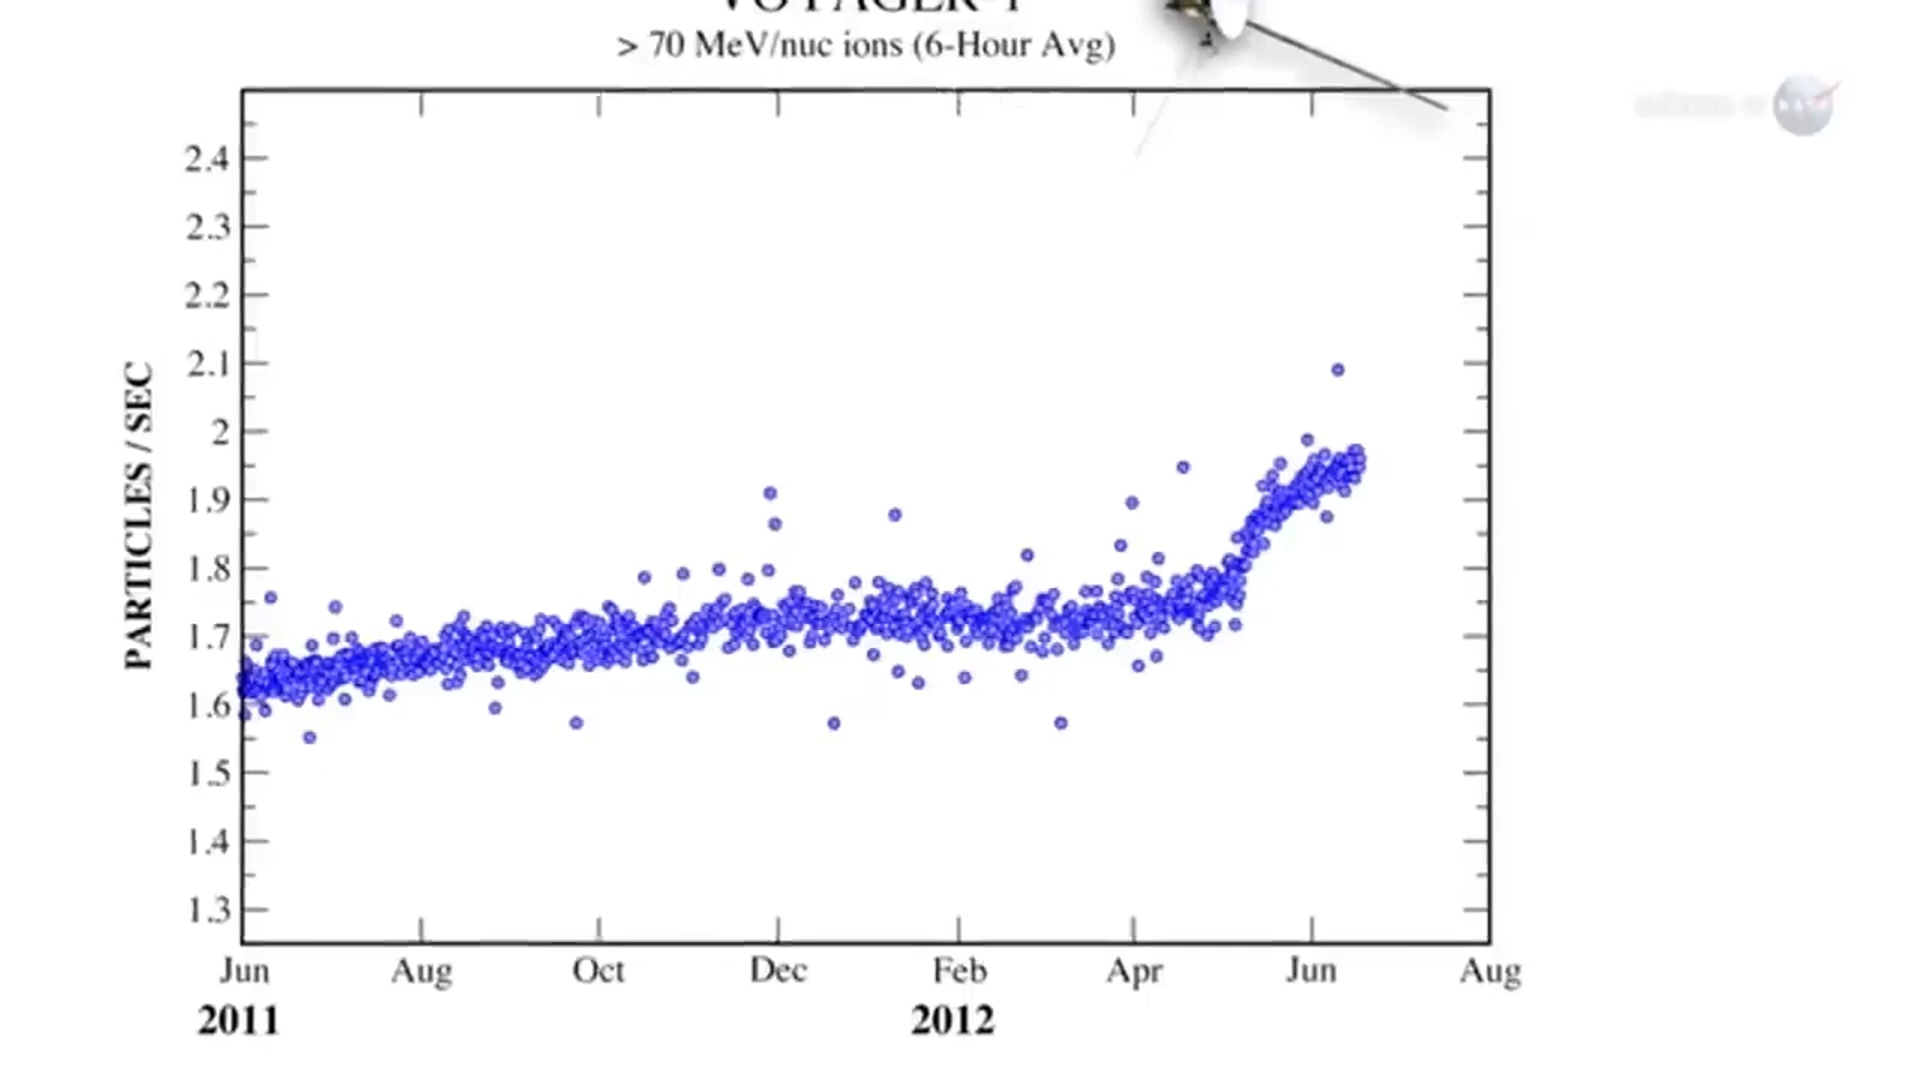 VOYAGER-1
> 70 MeV/nuc ions (6-Hour Avg)
2.4
2.3
2.2
2.1
2
1.9
1.8
1.7
1.6
1.5
1.4
1.3
PARTICLES / SEC
Jun
Aug
Oct
Dec
Feb
Apr
Jun
Aug
2011
2012